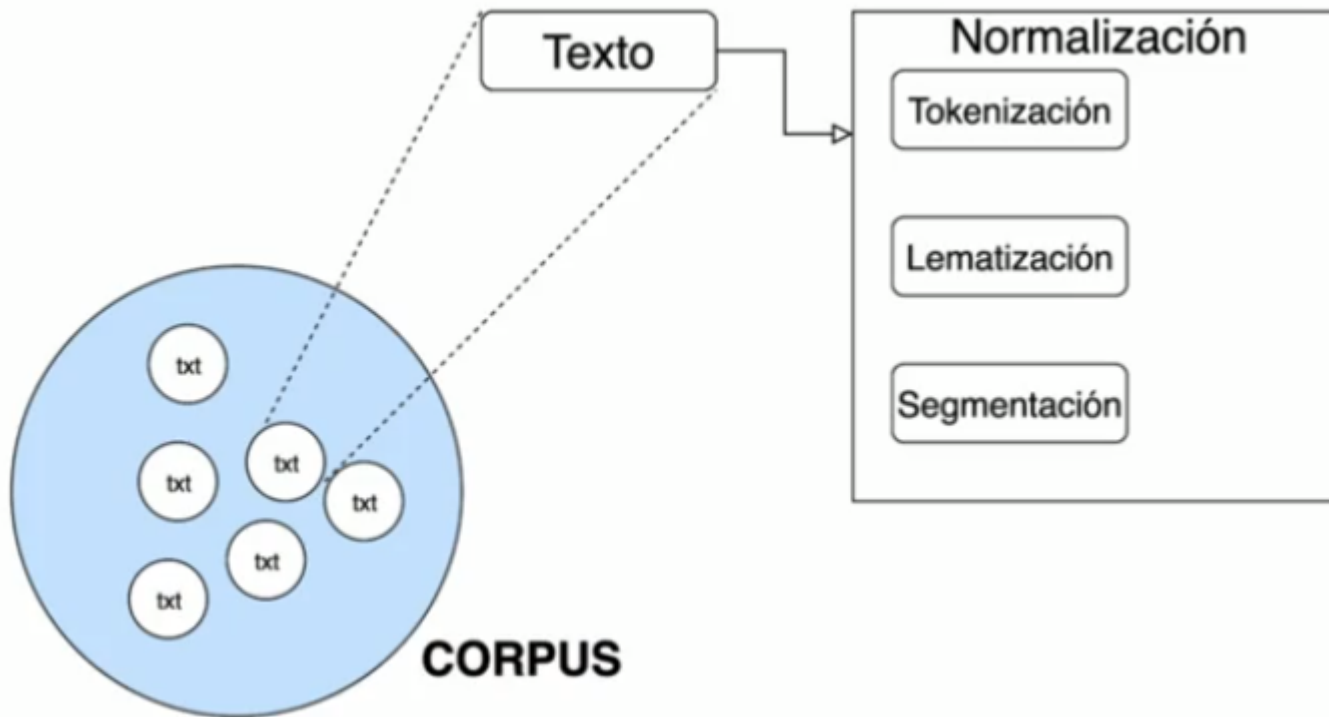 Texto
Normalización
Tokenización
Lematización
Segmentación
txt
txt
txt
txt
txt
txt
CORPUS